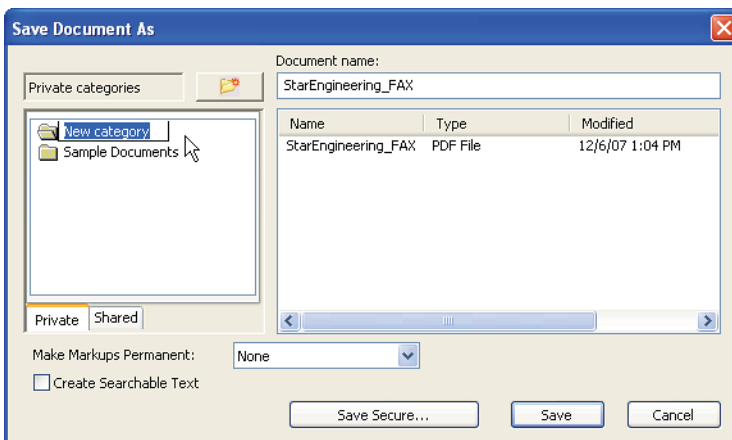 Save Document As
Document name:
Private categories
StarEngineering_FAX
New category
Sample Documents
Name Type Modified
StarEngineering_FAX PDF File 12/6/07 1:04 PM
Private Shared
Make Markups Permanent: None
Create Searchable Text
Save Secure... Save Cancel